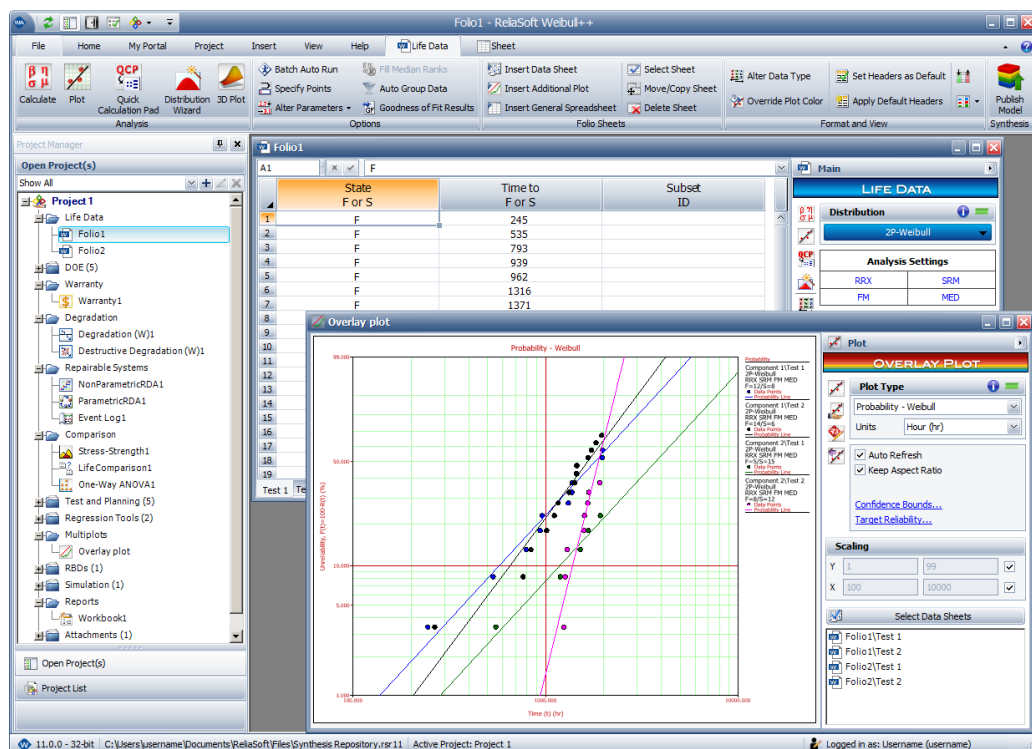 Folio1 - ReliaSoft Weibull++
File Home My Portal Project Insert View Help Life Data Sheet
Calculate Plot Quick Calculation Pad Distribution Wizard 3D Plot
Analysis
Batch Auto Run Fill Median Ranks
Specify Points Auto Group Data
Alter Parameters Goodness of Fit Results
Options
Insert Data Sheet Select Sheet
Insert Additional Plot Move/Copy Sheet
Insert General Spreadsheet Delete Sheet
Folio Sheets
Alter Data Type Set Headers as Default
Override Plot Color Apply Default Headers
Format and View
Publish Model
Synthesis
Project Manager
Open Project(s)
Show All
Project 1
Life Data
Folio1
Folio2
DOE (5)
Warranty
Warranty1
Degradation
Degradation (W)1
Destructive Degradation (W)1
Repairable Systems
NonParametricRDA1
ParametricRDA1
Event Log1
Comparison
Stress-Strength1
LifeComparison1
One-Way ANOVA1
Test and Planning (5)
Regression Tools (2)
Multiplots
Overlay plot
RBDs (1)
Simulation (1)
Reports
Workbook1
Attachments (1)
Open Project(s)
Project List
Folio1
A1 F
State F or S Time to F or S Subset ID
1 F 245
2 F 535
3 F 793
4 F 939
5 F 962
6 F 1316
7 F 1371
8
9
10
11
12
13
14
15
16
17
18
19
Test 1 Te
Main
LIFE DATA
Distribution
2P-Weibull
Analysis Settings
RRX SRM
FM MED
Overlay plot
Probability - Weibull
99.000
50.000
10.000
5.000
1.000
Unreliability, F(t)=100-R(t) (%)
100.000 1000.000 10000.000
Time (t) (hr)
Probability
Component 1\Test 1
2P-Weibull
RRX SRM FM MED
F=12/S=8
Data Points
Probability Line
Component 1\Test 2
2P-Weibull
RRX SRM FM MED
F=14/S=6
Data Points
Probability Line
Component 2\Test 1
2P-Weibull
RRX SRM FM MED
F=5/S=15
Data Points
Probability Line
Component 2\Test 2
2P-Weibull
RRX SRM FM MED
F=8/S=12
Data Points
Probability Line
Plot
OVERLAY PLOT
Plot Type
Probability - Weibull
Units Hour (hr)
Auto Refresh
Keep Aspect Ratio
Confidence Bounds...
Target Reliability...
Scaling
Y 1 99
X 100 10000
Select Data Sheets
Folio1\Test 1
Folio1\Test 2
Folio2\Test 1
Folio2\Test 2
11.0.0 - 32-bit C:\Users\username\Documents\ReliaSoft\Files\Synthesis Repository.rsr11 Active Project: Project 1 Logged in as: Username (username)